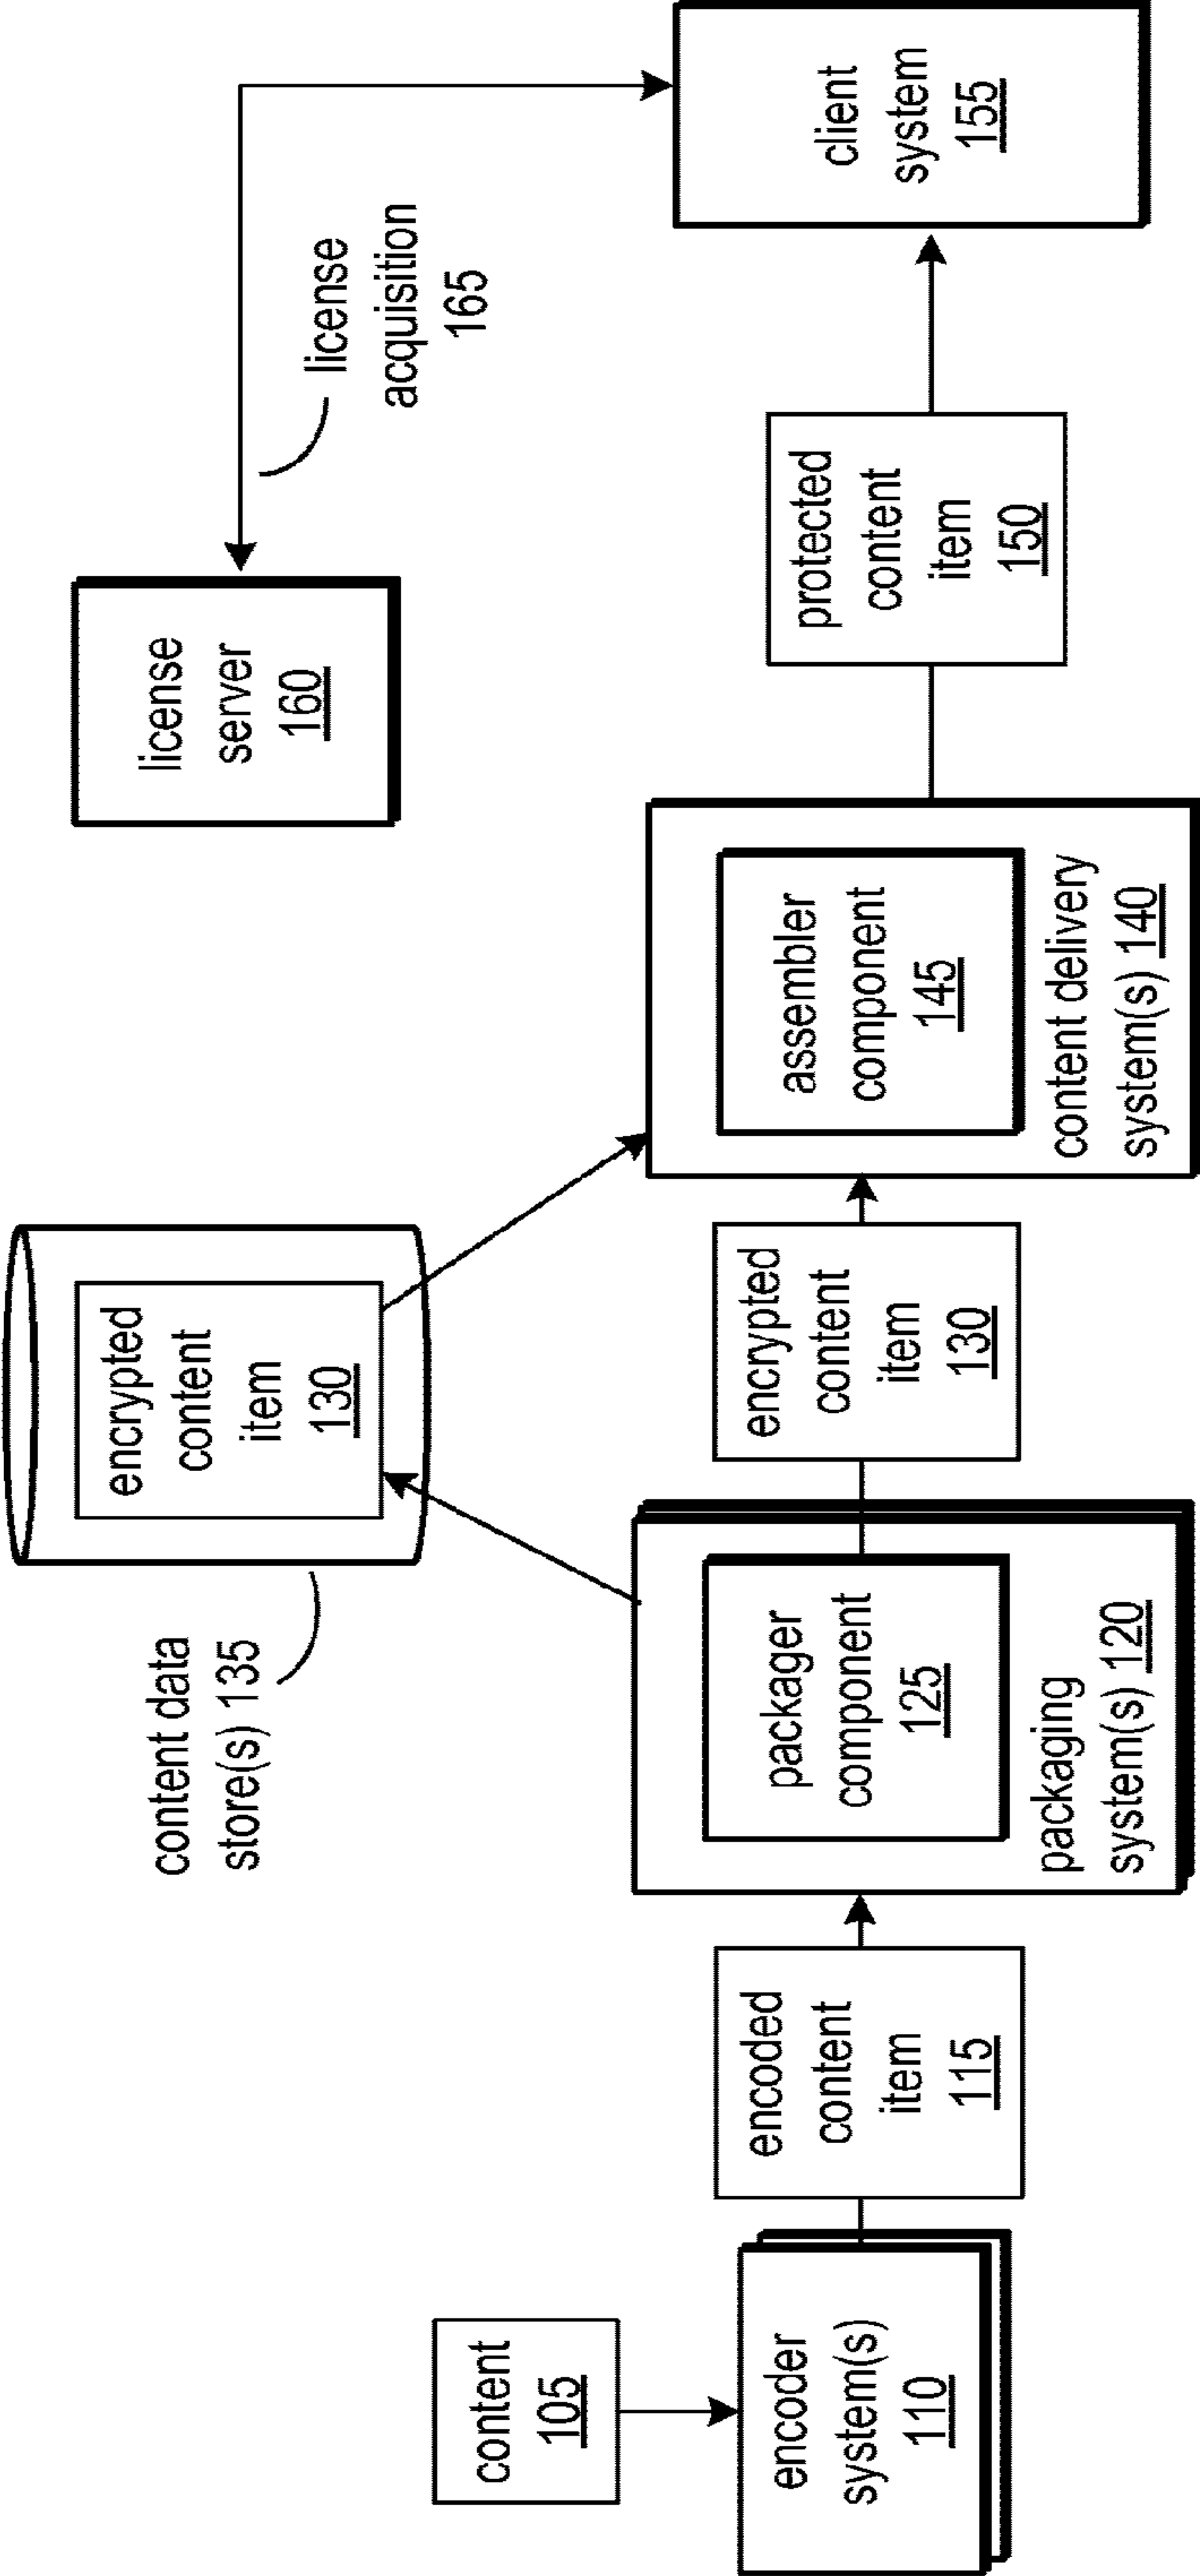 content
105
encoder
system(s)
110
encoded
content
item
115
packager
component
125
packaging
system(s) 120
content data
store(s) 135
encrypted
content
item
130
encrypted
content
item
130
assembler
component
145
content delivery
system(s) 140
protected
content
item
150
license
server
160
license
acquisition
165
client
system
155